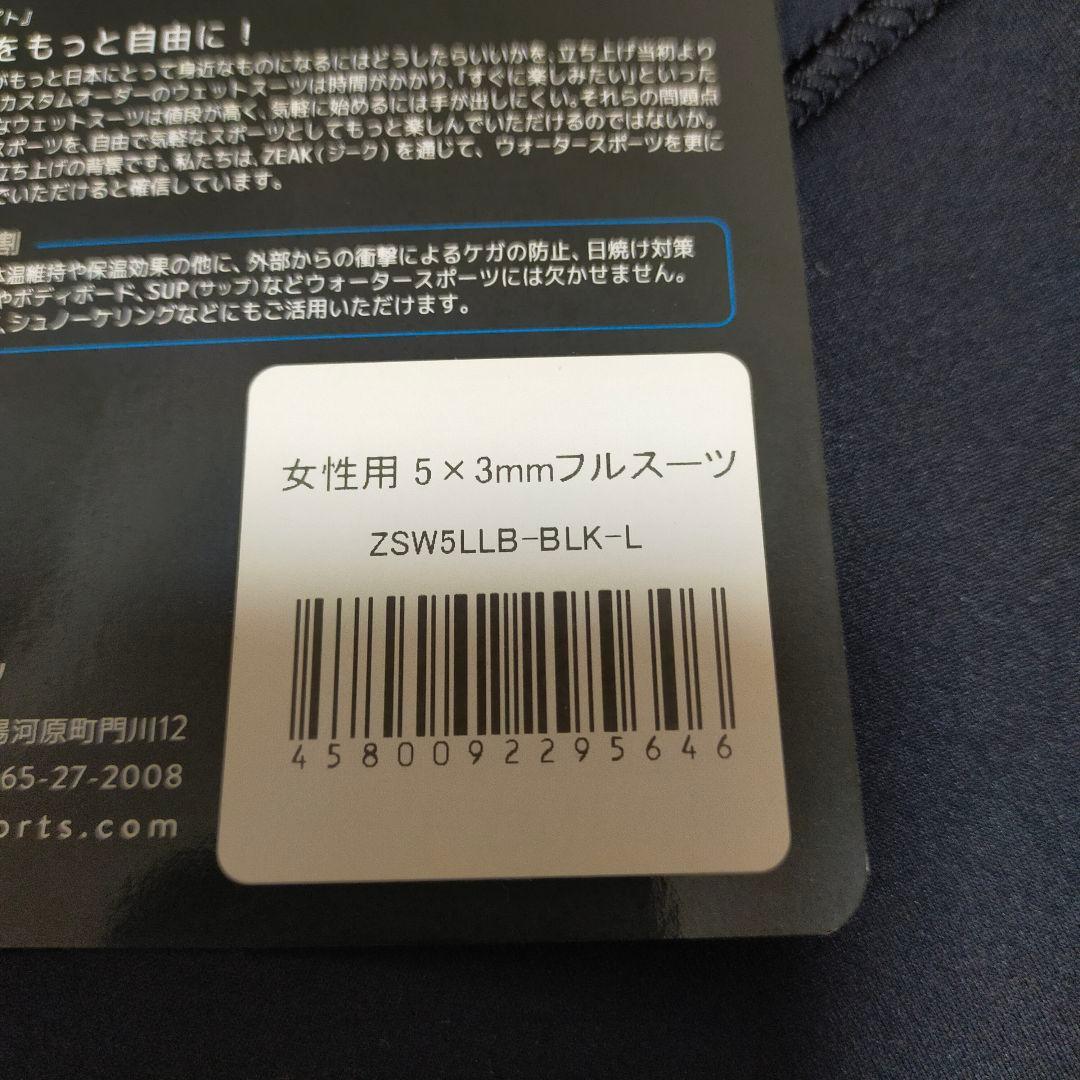 プト』
をもっと自由に！
がもっと日本にとって身近なものになるにはどうしたらいいかを、立ち上げ当初より
カスタムオーダーのウェットスーツは時間がかかり、「すぐに楽しみたい」といった
なウェットスーツは値段が高く、気軽に始めるには手が出しにくい。それらの問題点
スポーツを、自由で気軽なスポーツとしてもっと楽しんでいただけるのではないか。
立ち上げの背景です。私たちは、ZEAK(ジーク)を通じて、ウォータースポーツを更に
でいただけると確信しています。
割
体温維持や保温効果の他に、外部からの衝撃によるケガの防止、日焼け対策
やボディボード、SUP(サップ)などウォータースポーツには欠かせません。
、シュノーケリングなどにもご活用いただけます。
女性用 5×3mmフルスーツ
ZSW5LLB-BLK-L
4580092295646
湯河原町門川12
65-27-2008
orts.com